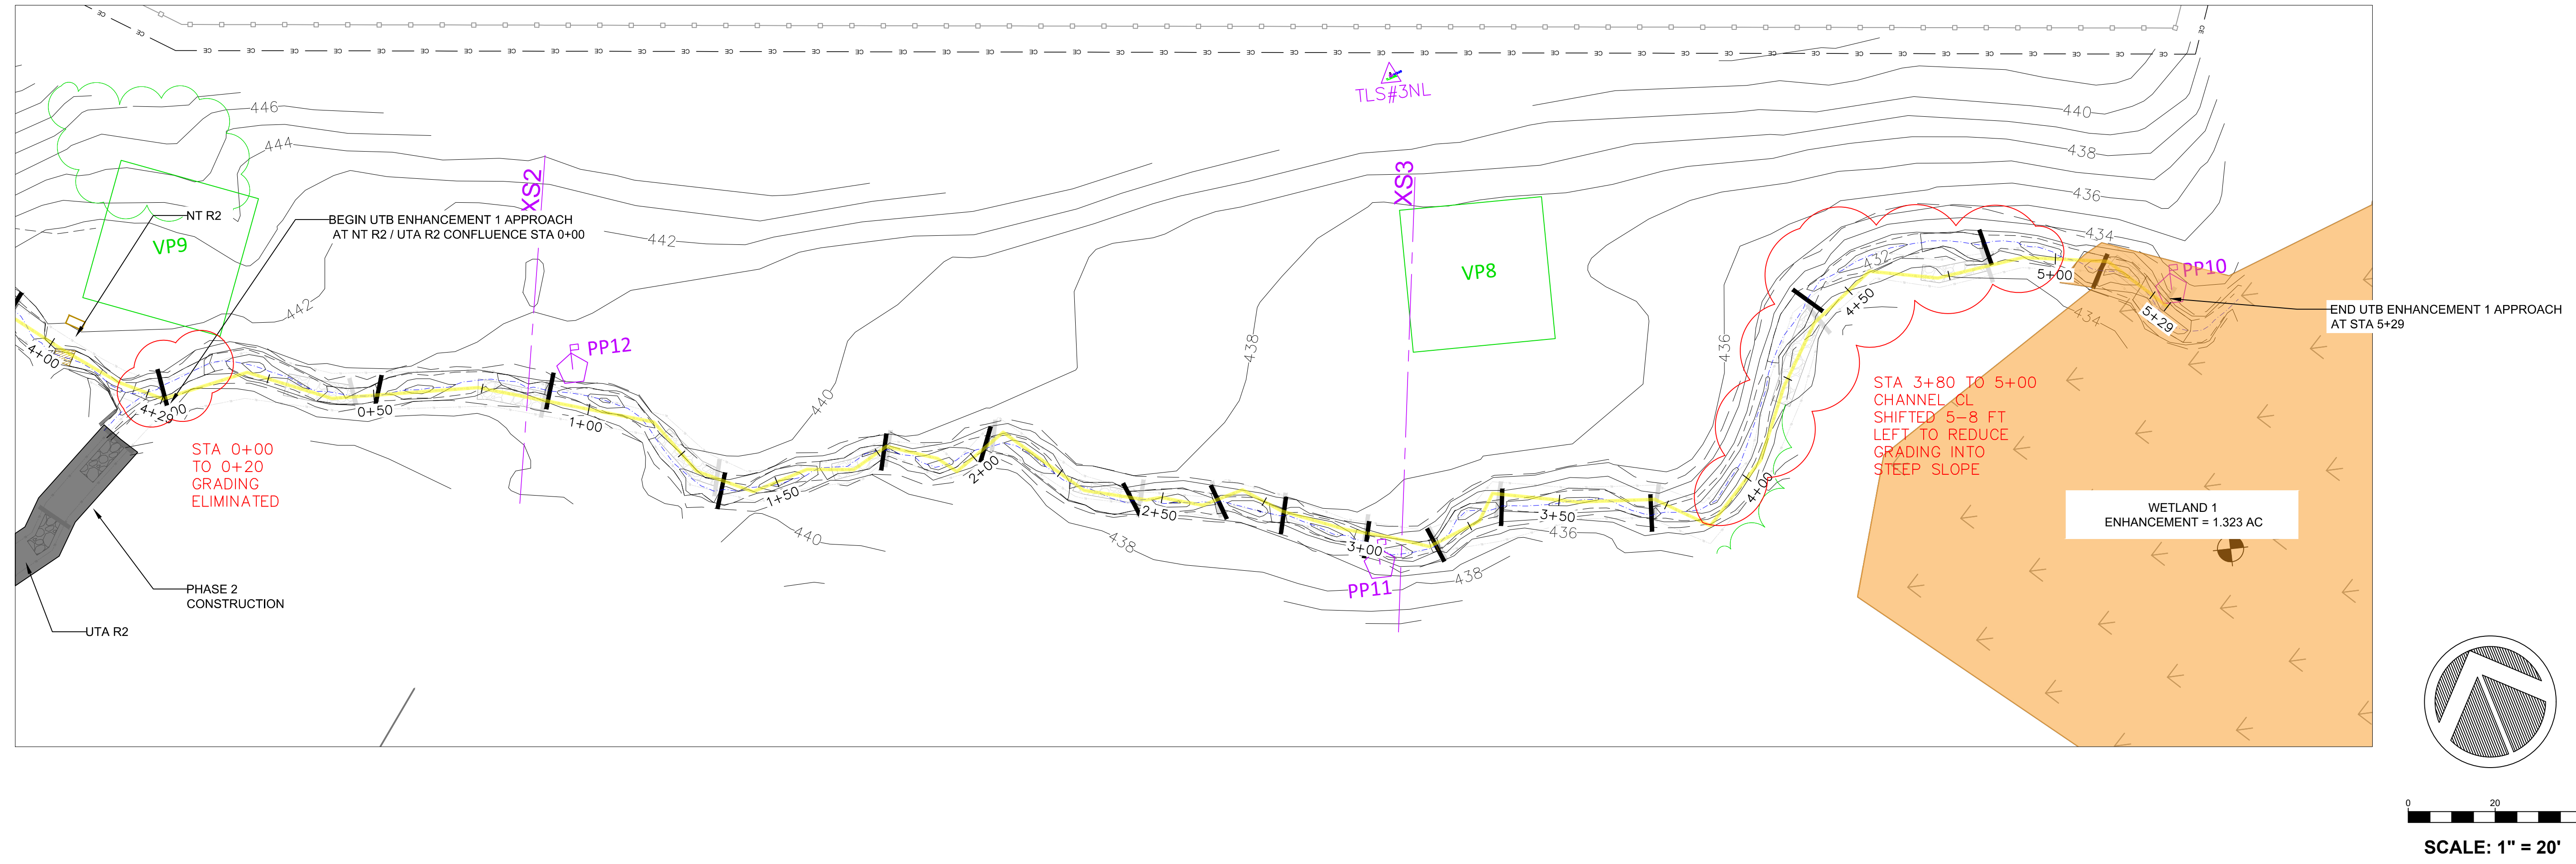 TLS#3NL
446
440
444
438
XS2
XS3
436
NT R2
BEGIN UTB ENHANCEMENT 1 APPROACH
AT NT R2 / UTA R2 CONFLUENCE STA 0+00
VP9
442
434
432
PP10
VP8
5+00
442
4+50
434
5+29
END UTB ENHANCEMENT 1 APPROACH
AT STA 5+29
PP12
438
436
4+00
4+29
0+50
440
1+00
STA 3+80 TO 5+00
CHANNEL CL
SHIFTED 5-8 FT
LEFT TO REDUCE
GRADING INTO
STEEP SLOPE
STA 0+00
TO 0+20
GRADING
ELIMINATED
2+00
1+50
4+00
2+50
3+50
WETLAND 1
ENHANCEMENT = 1.323 AC
440
438
3+00
436
438
PP11
PHASE 2
CONSTRUCTION
UTA R2
0
20
SCALE: 1" = 20'